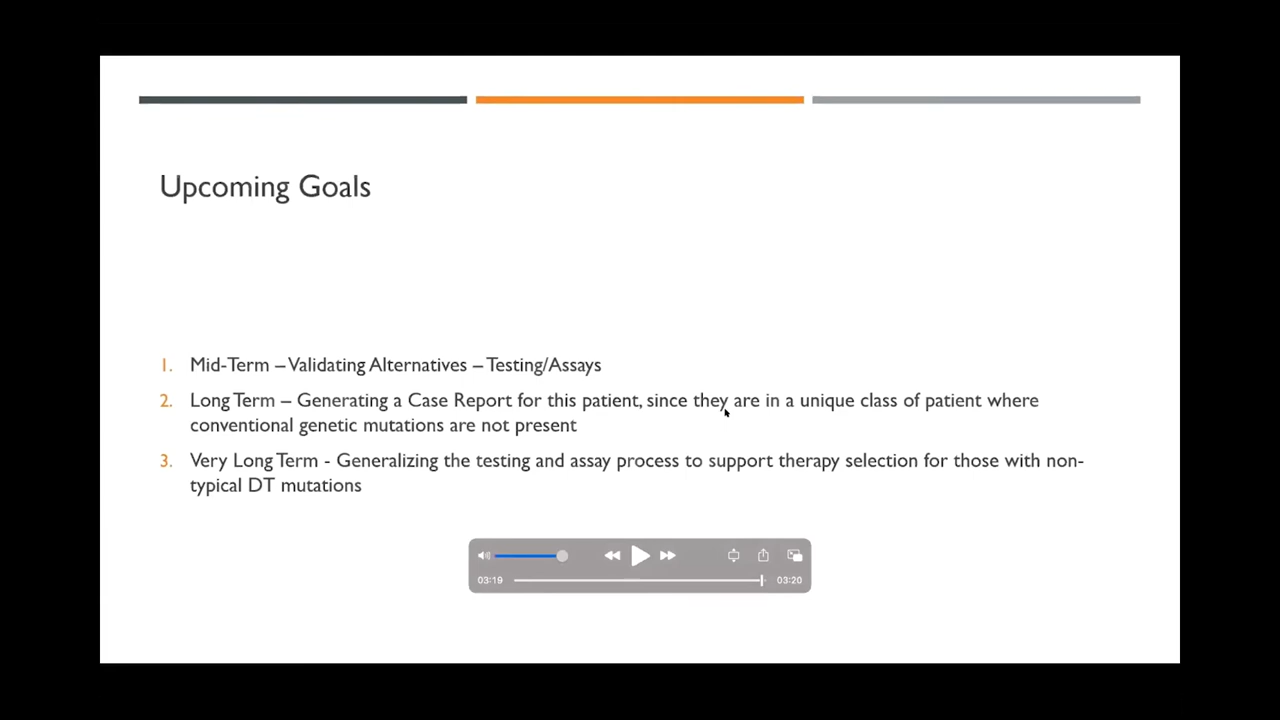 Upcoming Goals
1. Mid-Term – Validating Alternatives – Testing/Assays
2. Long Term – Generating a Case Report for this patient, since they are in a unique class of patient where
conventional genetic mutations are not present
3. Very Long Term - Generalizing the testing and assay process to support therapy selection for those with non-
typical DT mutations
03:19 03:20